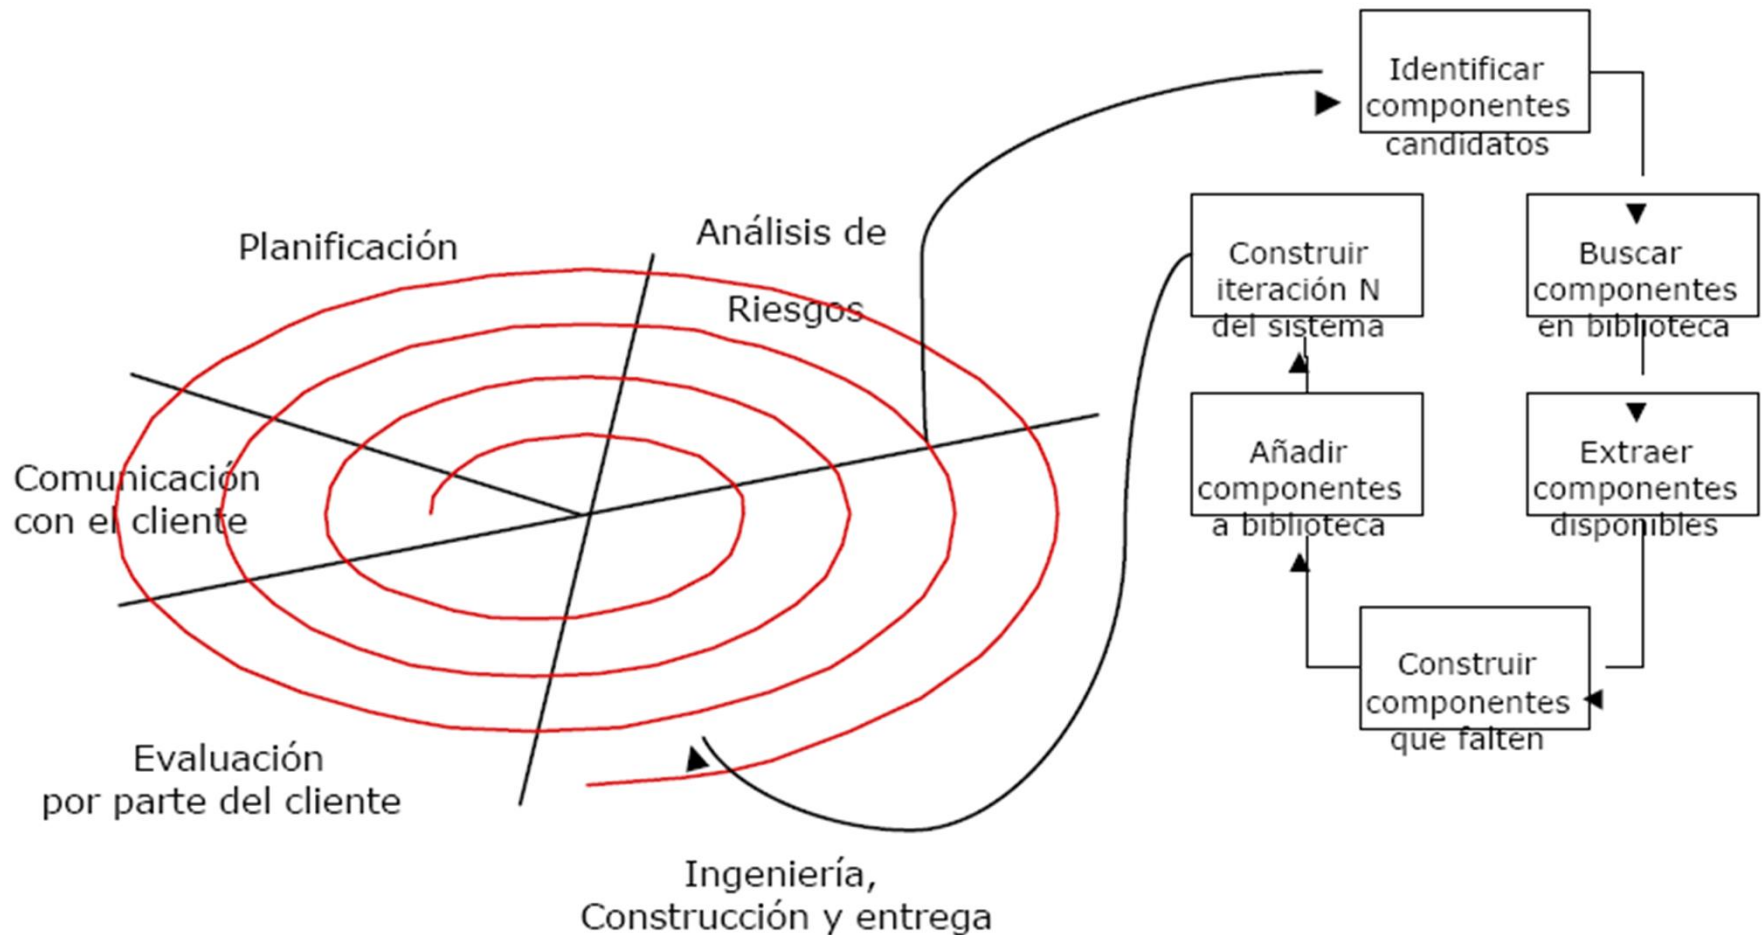 Planificación
Análisis de
Riesgos
Comunicación
con el cliente
Evaluación
por parte del cliente
Ingeniería,
Construcción y entrega
Identificar
componentes
candidatos
Buscar
componentes
en biblioteca
Extraer
componentes
disponibles
Construir
componentes
que falten
Añadir
componentes
a biblioteca
Construir
iteración N
del sistema